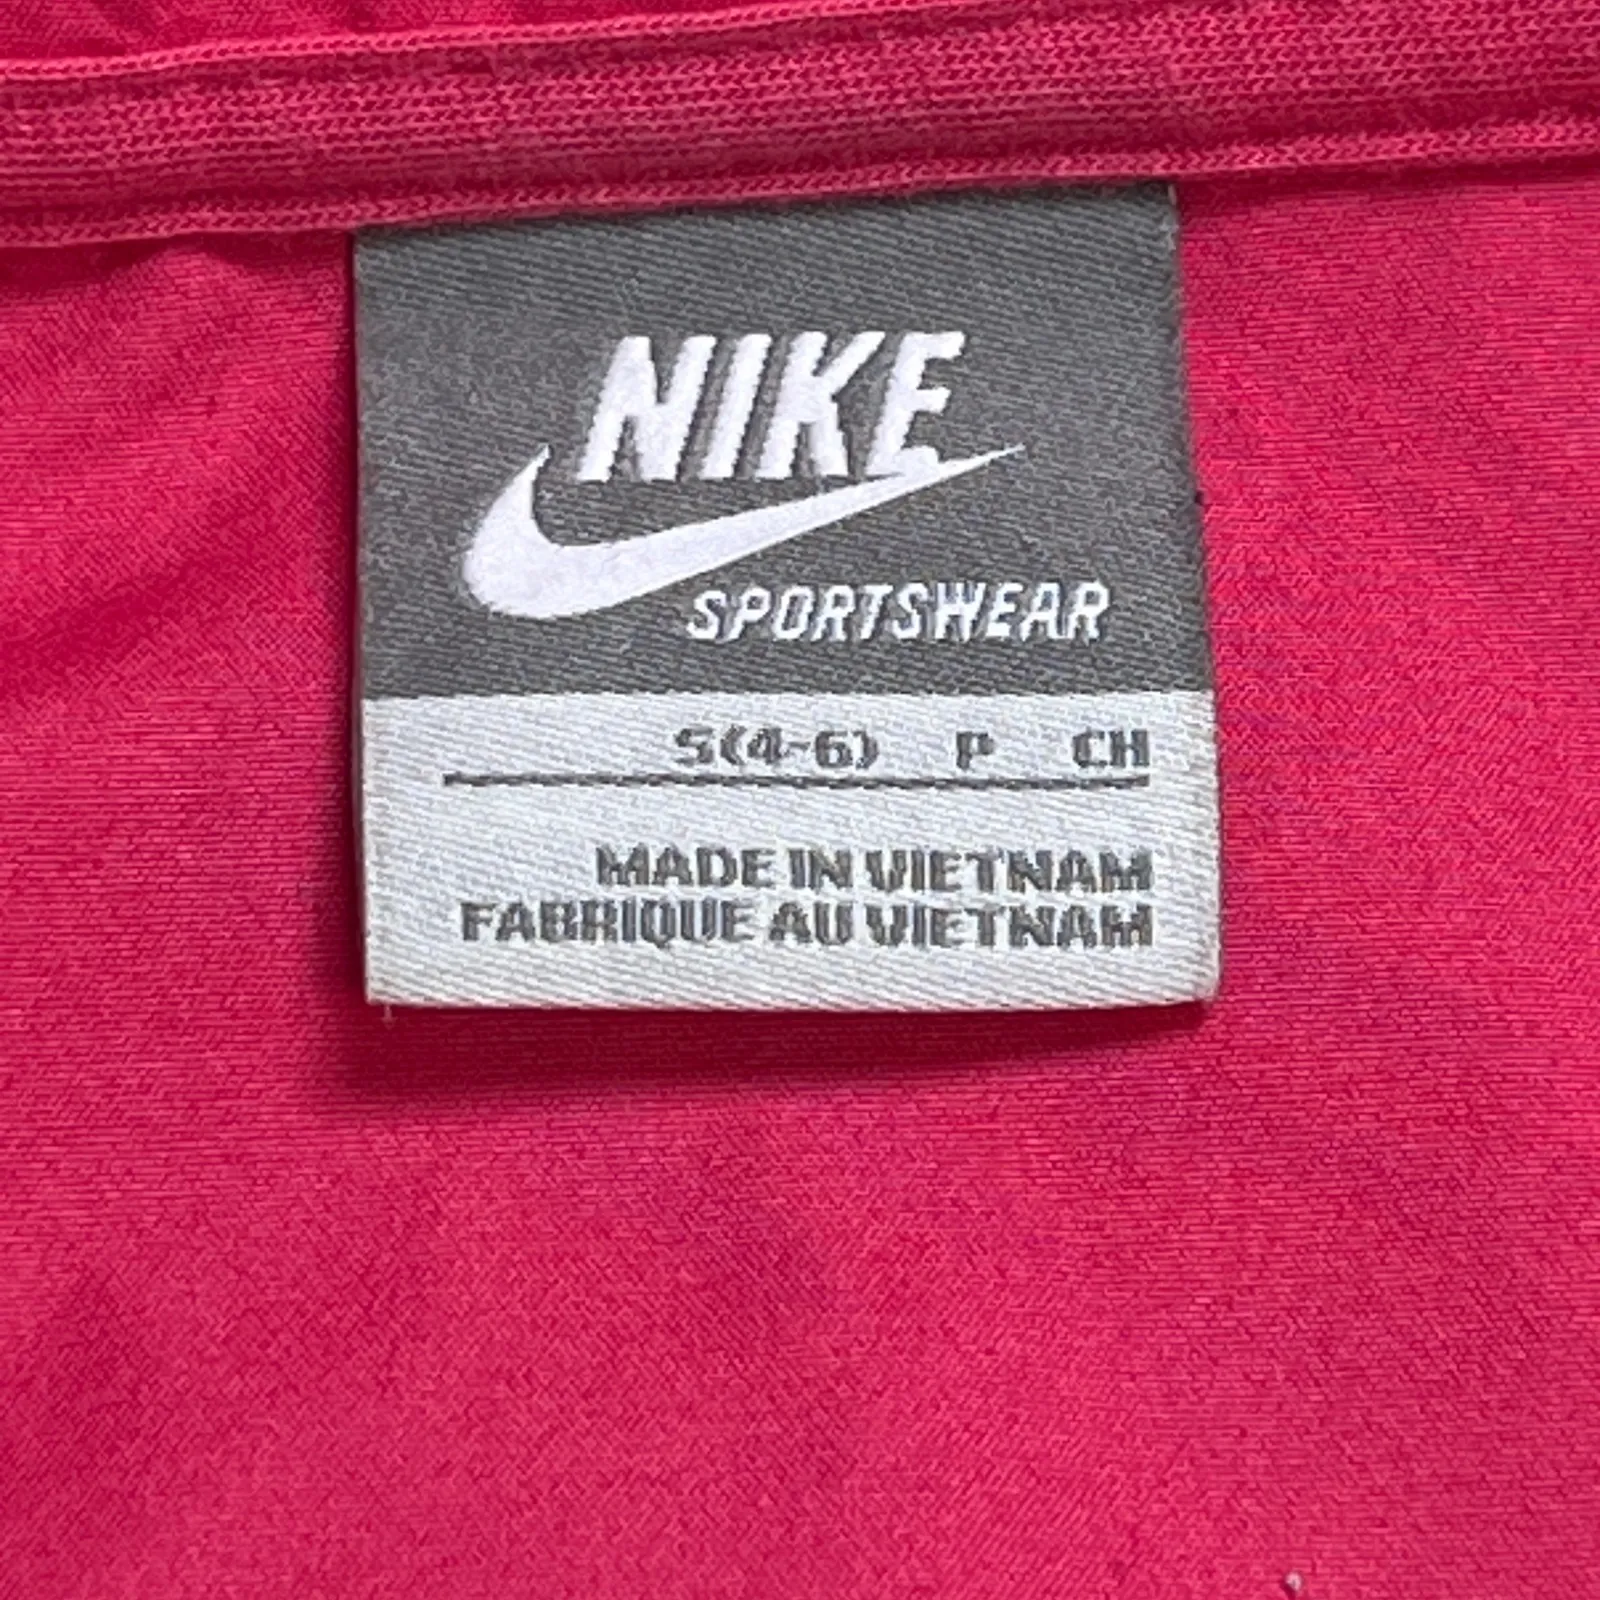 NIKE
SPORTSWEAR
S(4-6) P CH
MADE IN VIETNAM
FABRIQUE AU VIETNAM